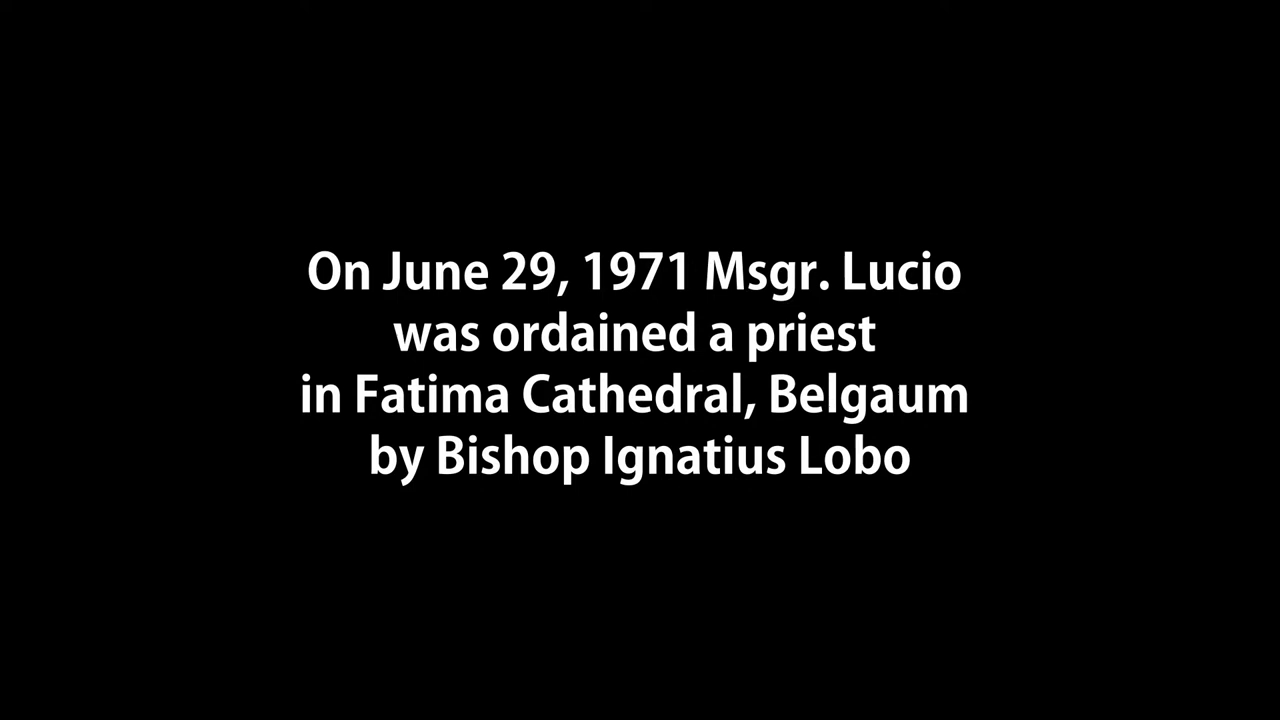 On June 29, 1971 Msgr. Lucio
was ordained a priest
in Fatima Cathedral, Belgaum
by Bishop Ignatius Lobo